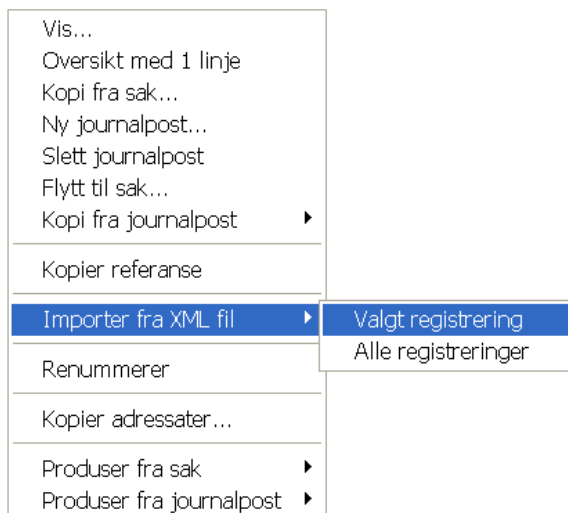 Vis...
Oversikt med 1 linje
Kopi fra sak...
Ny journalpost...
Slett journalpost
Flytt til sak...
Kopi fra journalpost
Kopier referanse
Importer fra XML fil
Valgt registrering
Alle registreringer
Renummerer
Kopier adressater...
Produser fra sak
Produser fra journalpost